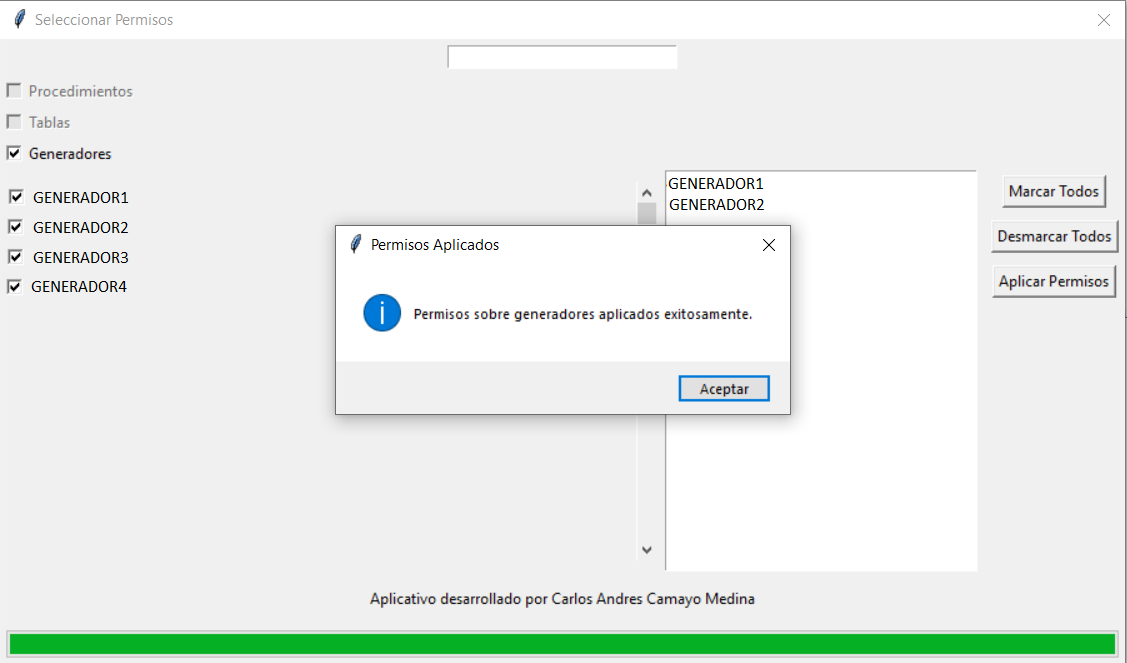 Seleccionar Permisos
Procedimientos
Tablas
Generadores
GENERADOR1
GENERADOR2
GENERADOR3
GENERADOR4
GENERADOR1
GENERADOR2
Marcar Todos
Desmarcar Todos
Aplicar Permisos
Permisos Aplicados
Permisos sobre generadores aplicados exitosamente.
Aceptar
Aplicativo desarrollado por Carlos Andres Camayo Medina